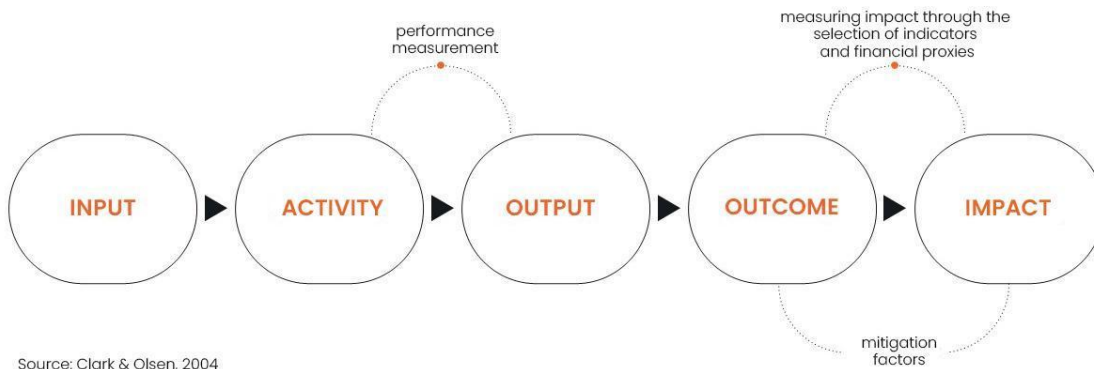 performance
measurement
measuring impact through the
selection of indicators
and financial proxies
INPUT
ACTIVITY
OUTPUT
OUTCOME
IMPACT
mitigation
factors
Source: Clark & Olsen, 2004